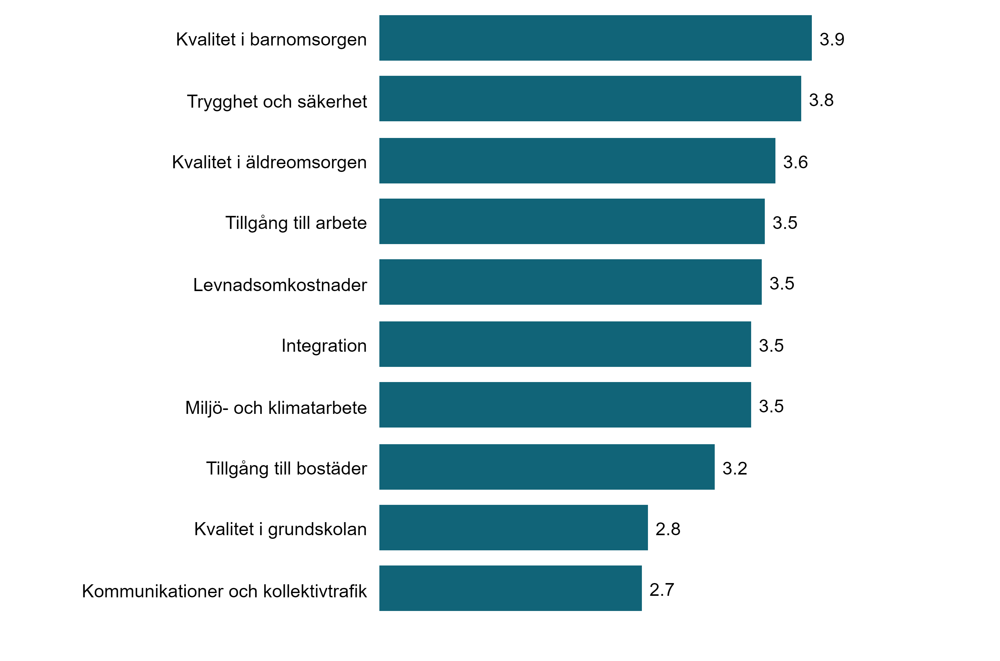 Kvalitet i barnomsorgen 3.9
Trygghet och säkerhet 3.8
Kvalitet i äldreomsorgen 3.6
Tillgång till arbete 3.5
Levnadsomkostnader 3.5
Integration 3.5
Miljö- och klimatarbete 3.5
Tillgång till bostäder 3.2
Kvalitet i grundskolan 2.8
Kommunikationer och kollektivtrafik 2.7